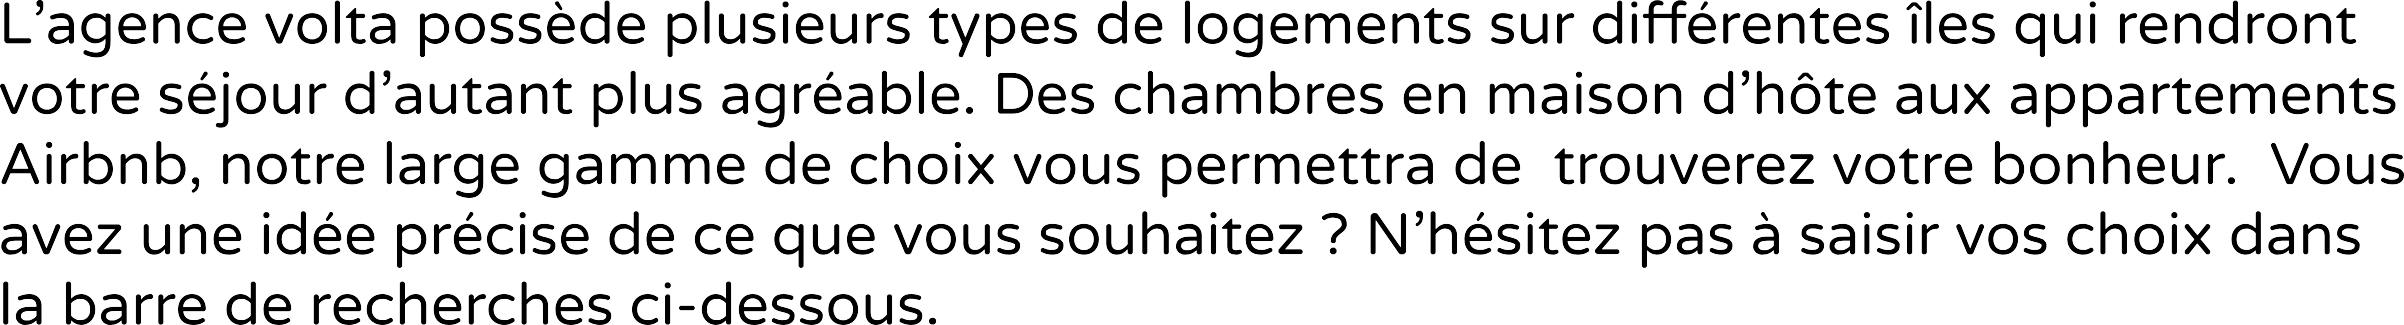 L’agence volta possède plusieurs types de logements sur différentes îles qui rendront
votre séjour d’autant plus agréable. Des chambres en maison d’hôte aux appartements
Airbnb, notre large gamme de choix vous permettra de  trouverez votre bonheur.  Vous
avez une idée précise de ce que vous souhaitez ? N’hésitez pas à saisir vos choix dans
la barre de recherches ci-dessous.